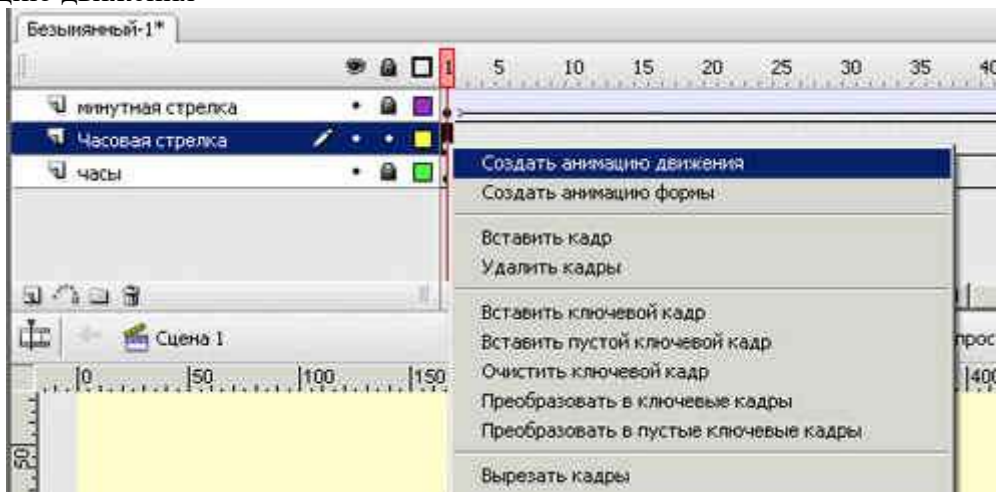 Безымянный-1*
1 5 10 15 20 25 30 35 40
минутная стрелка
Часовая стрелка
часы
Создать анимацию движения
Создать анимацию формы
Вставить кадр
Удалить кадры
Вставить ключевой кадр
Вставить пустой ключевой кадр
Очистить ключевой кадр
Преобразовать в ключевые кадры
Преобразовать в пустые ключевые кадры
Вырезать кадры
Сцена 1
0 50 100 150 400
50